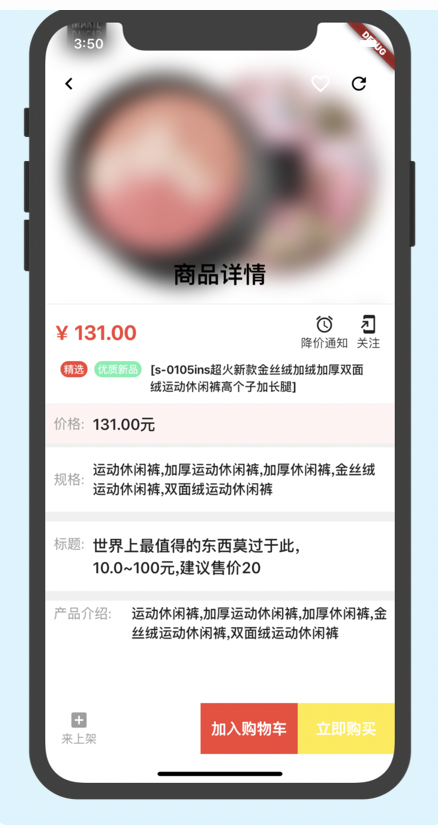 3:50
DEBUG
商品详情
¥ 131.00
降价通知
关注
精选
优质新品
[s-0105ins超火新款金丝绒加绒加厚双面
绒运动休闲裤高个子加长腿]
价格:
131.00元
规格:
运动休闲裤,加厚运动休闲裤,加厚休闲裤,金丝绒
运动休闲裤,双面绒运动休闲裤
标题:
世界上最值得的东西莫过于此,
10.0~100元,建议售价20
产品介绍:
运动休闲裤,加厚运动休闲裤,加厚休闲裤,金
丝绒运动休闲裤,双面绒运动休闲裤
来上架
加入购物车
立即购买